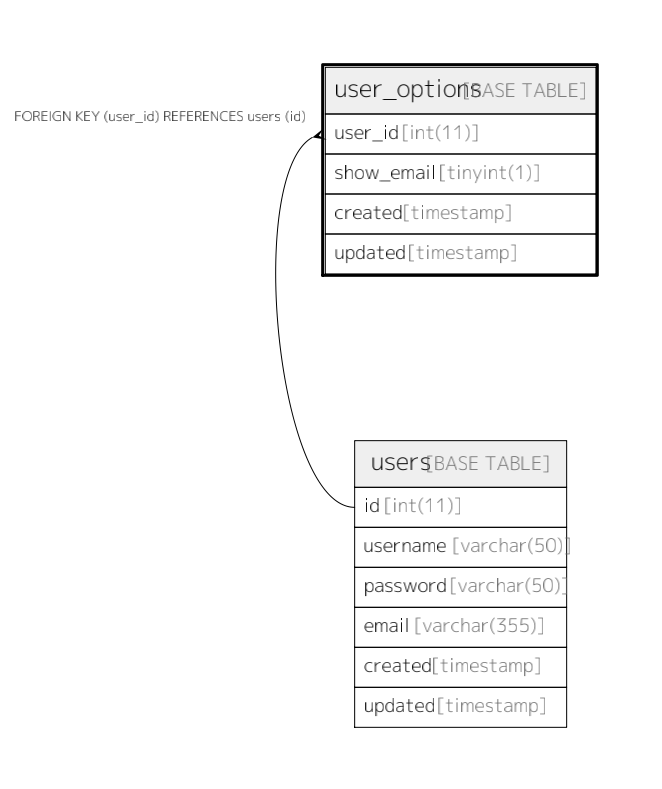 user_options [BASE TABLE]
FOREIGN KEY (user_id) REFERENCES users (id)
user_id [int(11)]
show_email [tinyint(1)]
created [timestamp]
updated [timestamp]
users [BASE TABLE]
id [int(11)]
username [varchar(50)]
password [varchar(50)]
email [varchar(355)]
created [timestamp]
updated [timestamp]